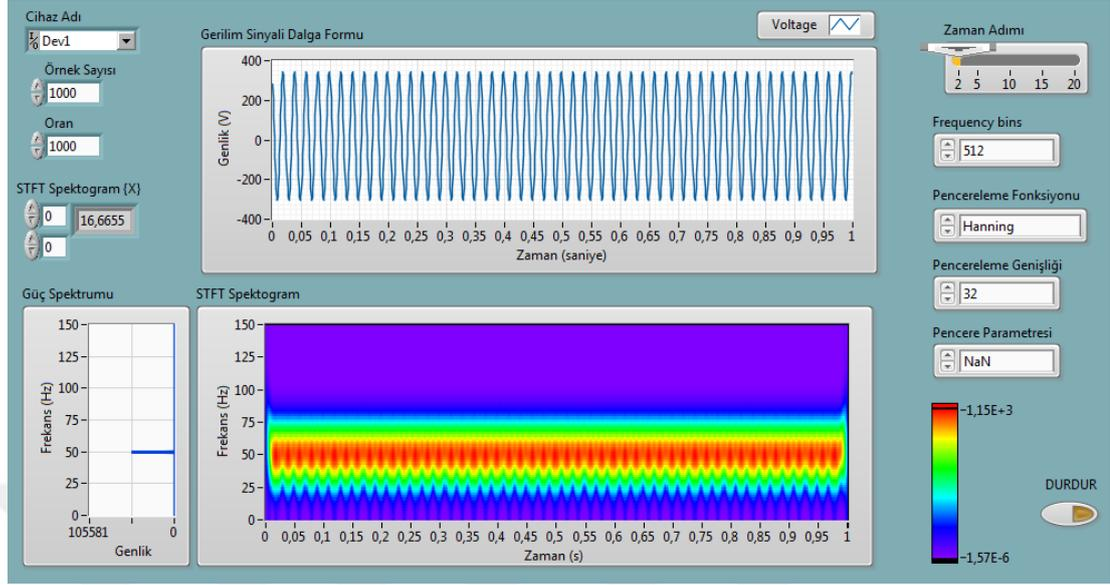 Cihaz Adı
Dev1
Örnek Sayısı
1000
Oran
1000
STFT Spektogram {X}
0
16,6655
0
Gerilim Sinyali Dalga Formu
Voltage
Genlik (V)
400
200
0
-200
-400
0 0,05 0,1 0,15 0,2 0,25 0,3 0,35 0,4 0,45 0,5 0,55 0,6 0,65 0,7 0,75 0,8 0,85 0,9 0,95 1
Zaman (saniye)
Zaman Adımı
2 5 10 15 20
Frequency bins
512
Pencereleme Fonksiyonu
Hanning
Pencereleme Genişliği
32
Pencere Parametresi
NaN
Güç Spektrumu
Frekans (Hz)
150
125
100
75
50
25
0
105581 0
Genlik
STFT Spektogram
Frekans (Hz)
150
125
100
75
50
25
0
0 0,05 0,1 0,15 0,2 0,25 0,3 0,35 0,4 0,45 0,5 0,55 0,6 0,65 0,7 0,75 0,8 0,85 0,9 0,95 1
Zaman (s)
1,15E+3
1,57E-6
DURDUR